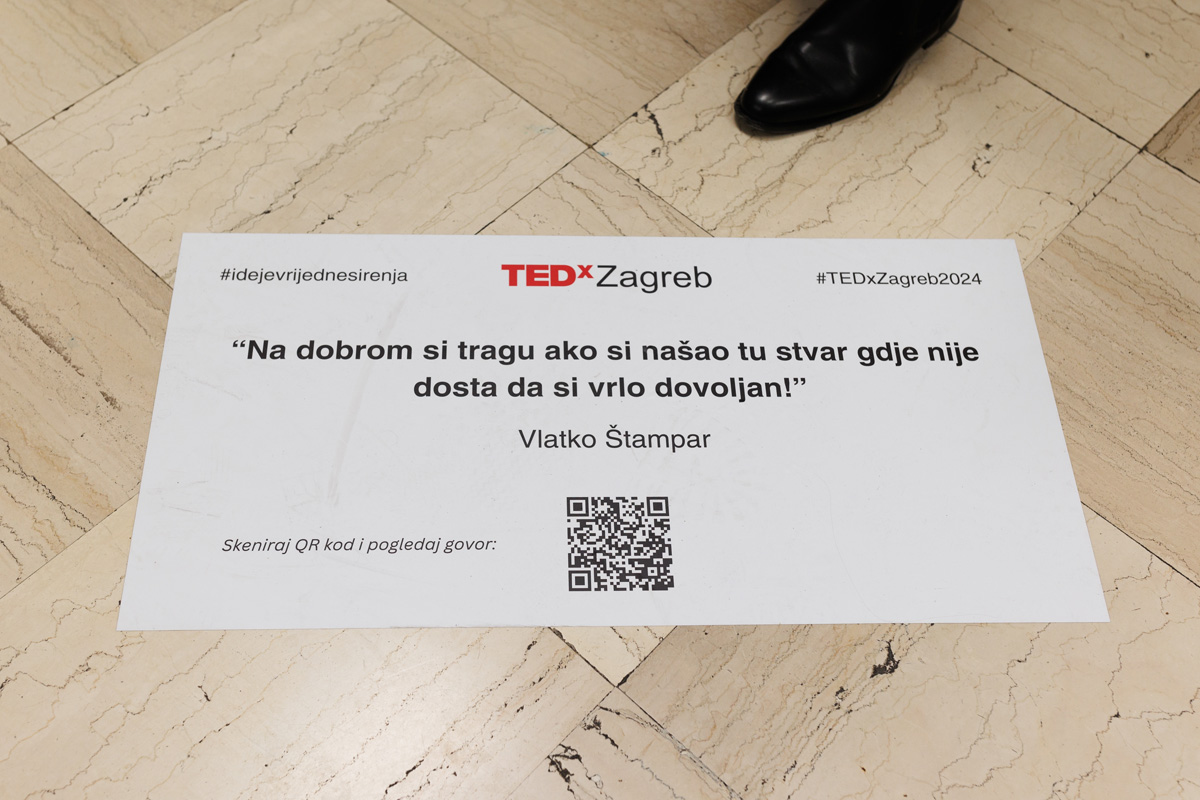 #idejevrijednesirenja
TEDxZagreb
#TEDxZagreb2024
“Na dobrom si tragu ako si našao tu stvar gdje nije
dosta da si vrlo dovoljan!”
Vlatko Štampar
Skeniraj QR kod i pogledaj govor: